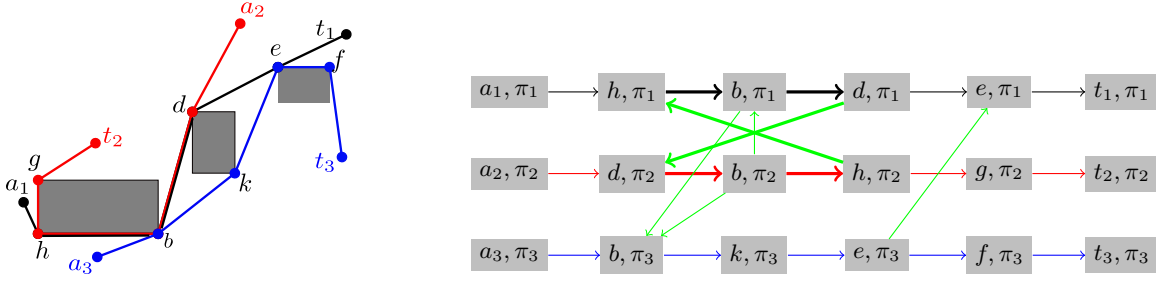 a₂
t₁
e
f
d
g
t₂
t₃
a₁
k
h
b
a₃
a₁, π₁ h, π₁ b, π₁ d, π₁ e, π₁ t₁, π₁
a₂, π₂ d, π₂ b, π₂ h, π₂ g, π₂ t₂, π₂
a₃, π₃ b, π₃ k, π₃ e, π₃ f, π₃ t₃, π₃